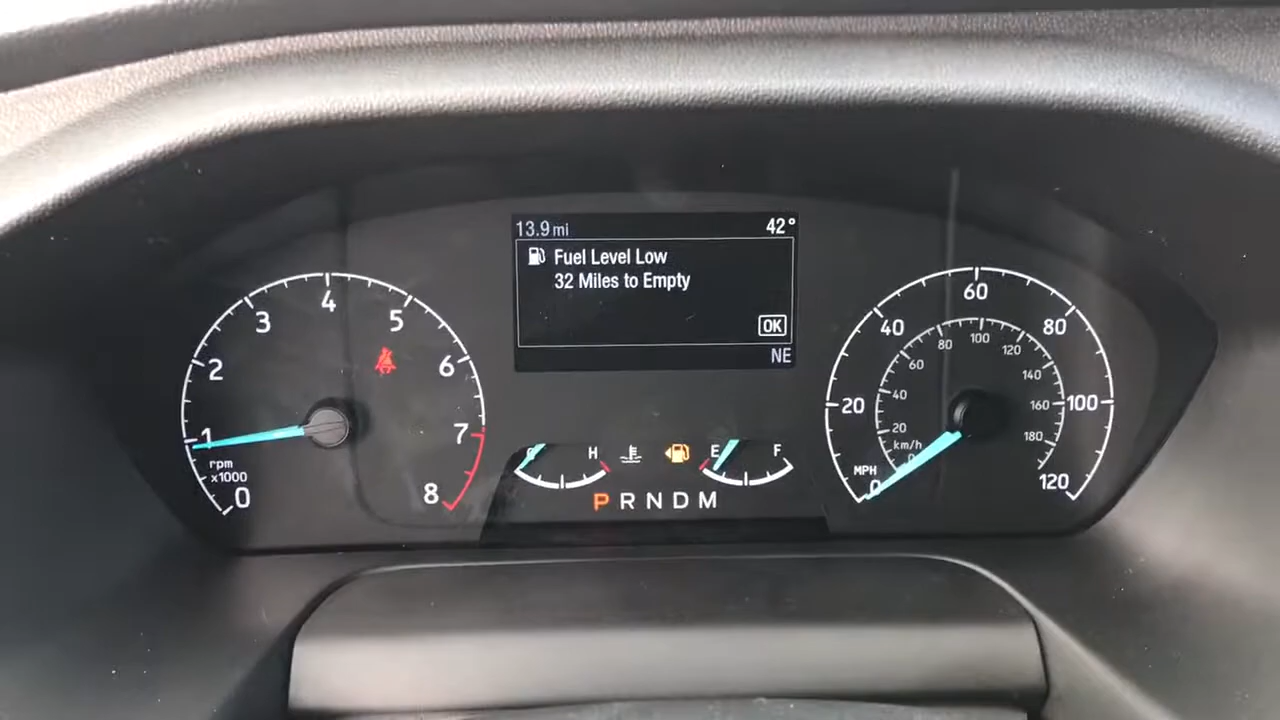 13.9 mi 42°
Fuel Level Low
32 Miles to Empty
OK
NE
0
1
2
3
4
5
6
7
8
rpm
x1000
H
E F
P R N D M
MPH
0
20
40
60
80
100
120
km/h
0
20
40
60
80
100
120
140
160
180